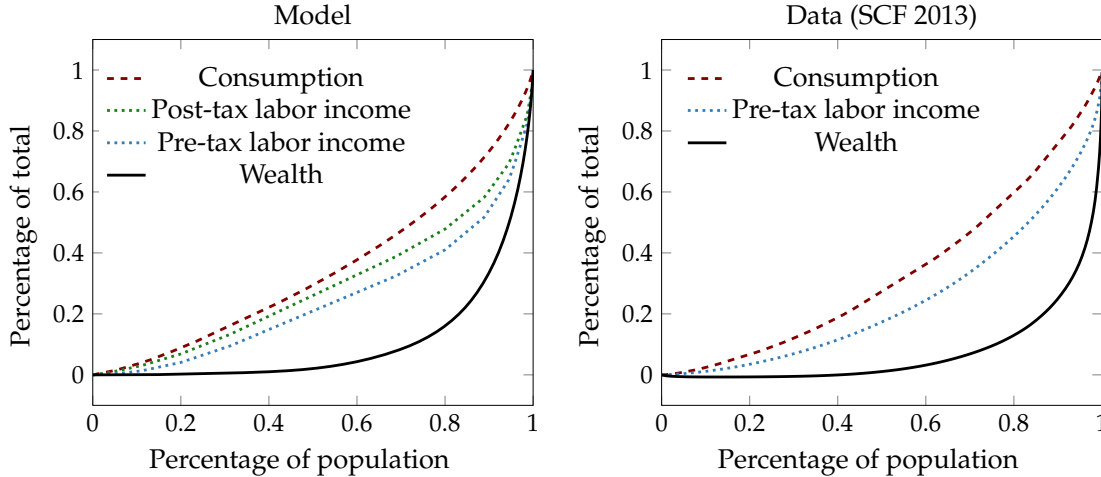 Model
Percentage of total
1
0.8
0.6
0.4
0.2
0
Consumption
Post-tax labor income
Pre-tax labor income
Wealth
0 0.2 0.4 0.6 0.8 1
Percentage of population
Data (SCF 2013)
Percentage of total
1
0.8
0.6
0.4
0.2
0
Consumption
Pre-tax labor income
Wealth
0 0.2 0.4 0.6 0.8 1
Percentage of population